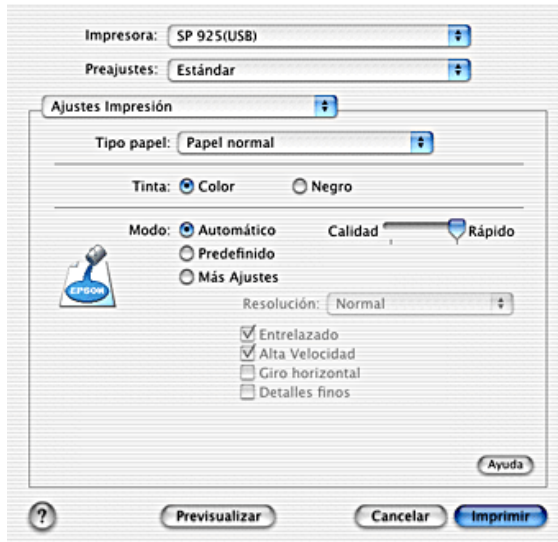 Impresora: SP 925(USB)
Preajustes: Estándar
Ajustes Impresión
Tipo papel: Papel normal
Tinta: Color Negro
Modo: Automático Calidad Rápido
Predefinido
Más Ajustes
EPSON
Resolución: Normal
Entrelazado
Alta Velocidad
Giro horizontal
Detalles finos
Ayuda
? Previsualizar Cancelar Imprimir